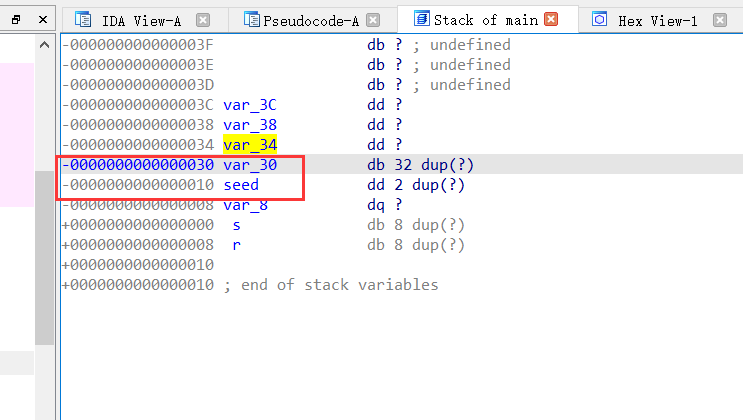 IDA View-A Pseudocode-A Stack of main Hex View-1
-000000000000003F db ? ; undefined
-000000000000003E db ? ; undefined
-000000000000003D db ? ; undefined
-000000000000003C var_3C dd ?
-0000000000000038 var_38 dd ?
-0000000000000034 var_34 dd ?
-0000000000000030 var_30 db 32 dup(?)
-0000000000000010 seed dd 2 dup(?)
-0000000000000008 var_8 dq ?
+0000000000000000 s db 8 dup(?)
+0000000000000008 r db 8 dup(?)
+0000000000000010
+0000000000000010 ; end of stack variables